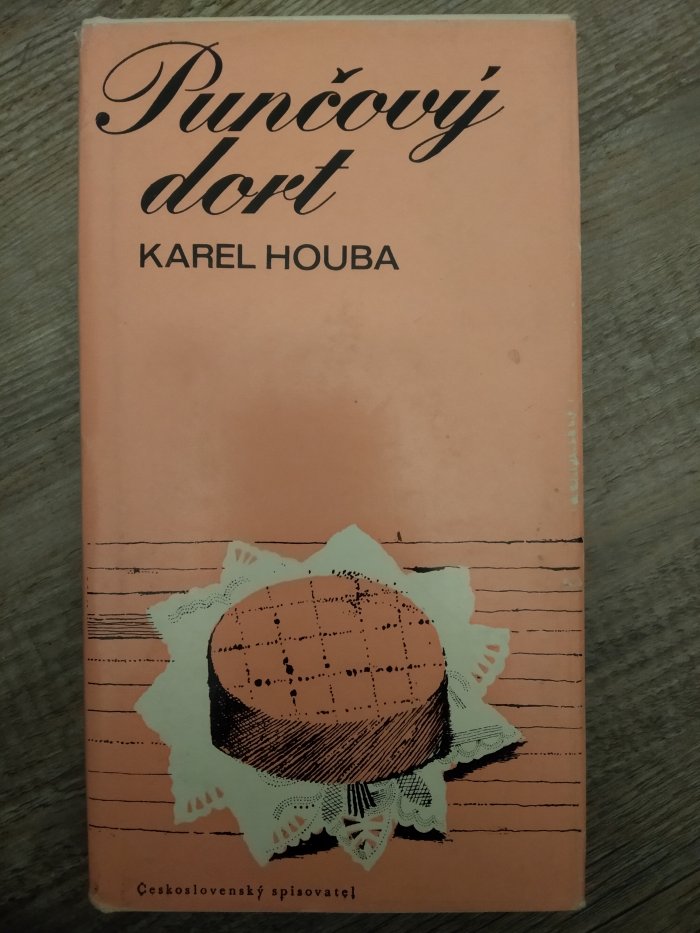 Punčový
dort
KAREL HOUBA
Československý spisovatel